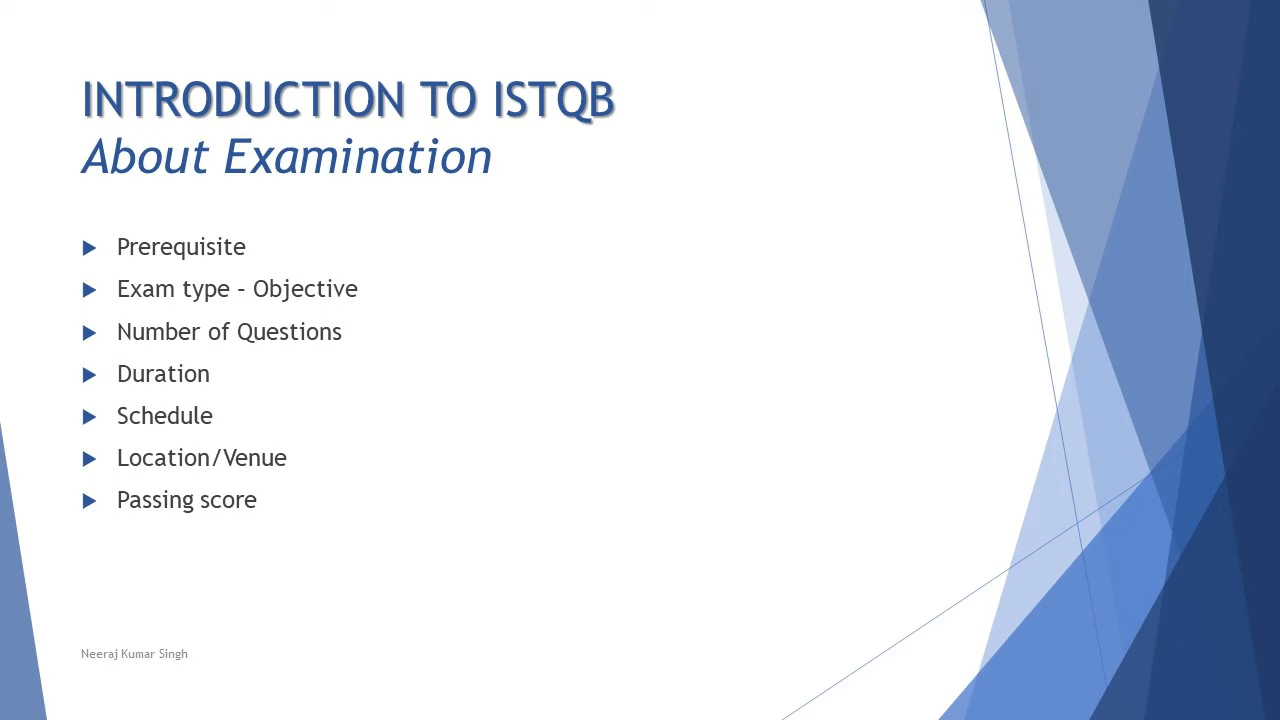 INTRODUCTION TO ISTQB
About Examination
Prerequisite
Exam type – Objective
Number of Questions
Duration
Schedule
Location/Venue
Passing score
Neeraj Kumar Singh